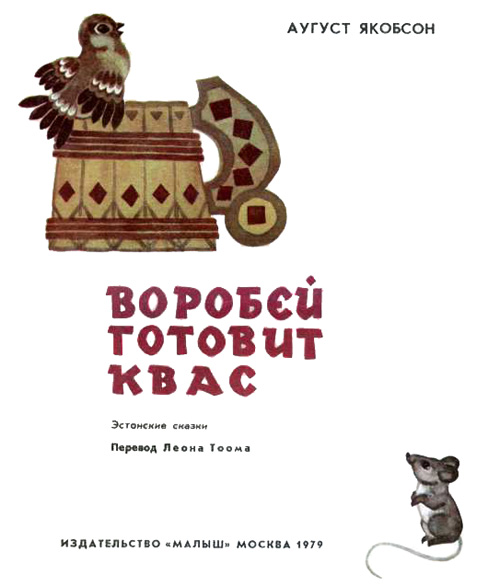 АУГУСТ ЯКОБСОН
ВОРОБЕЙ
ГОТОВИТ
КВАС
Эстонские сказки
Перевод Леона Тоома
ИЗДАТЕЛЬСТВО «МАЛЫШ» МОСКВА 1979